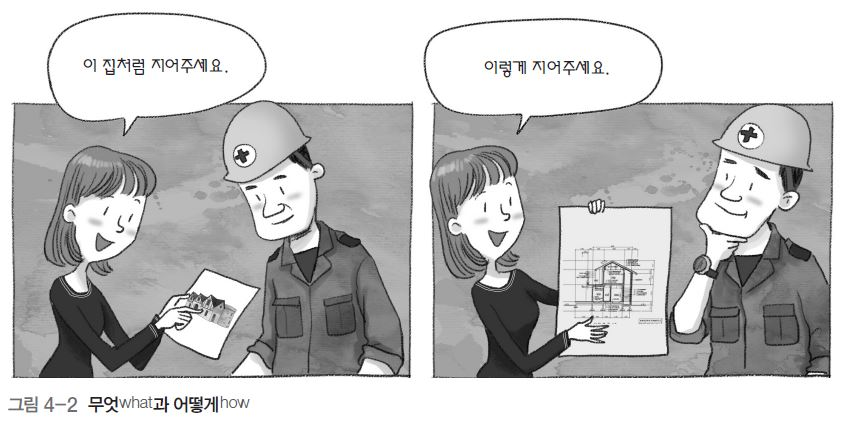 이 집처럼 지어주세요.
이렇게 지어주세요.
그림 4-2 무엇what과 어떻게how